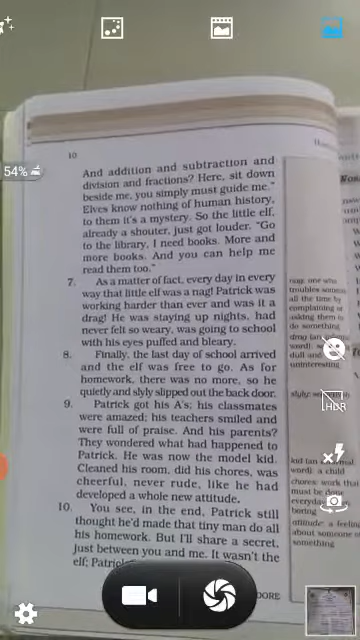 10
54%
And addition and subtraction and
division and fractions? Here, sit down
beside me, you simply must guide me."
Elves know nothing of human history,
to them it's a mystery. So the little elf,
already a shouter, just got louder. "Go
to the library, I need books. More and
more books. And you can help me
read them too."
7. As a matter of fact, every day in every
way that little elf was a nag! Patrick was
working harder than ever and was it a
drag! He was staying up nights, had
never felt so weary, was going to school
with his eyes puffed and bleary.
8. Finally, the last day of school arrived
and the elf was free to go. As for
homework, there was no more, so he
quietly and slyly slipped out the back door.
9. Patrick got his A's; his classmates
were amazed; his teachers smiled and
were full of praise. And his parents?
They wondered what had happened to
Patrick. He was now the model kid.
Cleaned his room, did his chores, was
cheerful, never rude, like he had
developed a whole new attitude.
10. You see, in the end, Patrick still
thought he'd made that tiny man do all
his homework. But I'll share a secret,
just between you and me. It wasn't the
elf; Patrick
DORE
nag: one who
troubles someone
all the time by
complaining or
asking them to
do something
drag
dull and
uninteresting
slyly:
kid
word): a child
chores: work that
must be done
everyday
boring
attitude: a feeling
about someone or
something
HDR